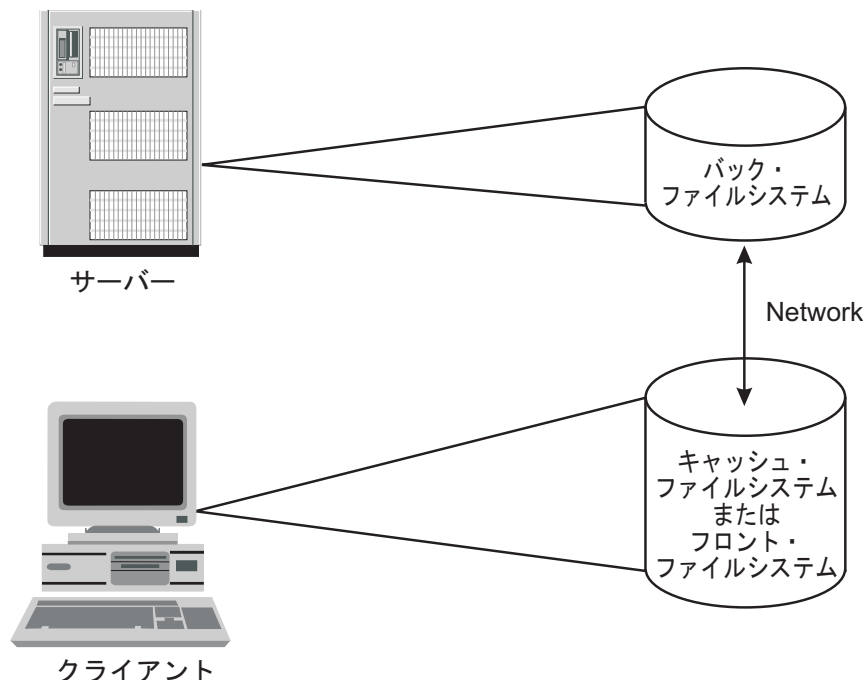 バック・
ファイルシステム
サーバー
Network
キャッシュ・
ファイルシステム
または
フロント・
ファイルシステム
クライアント